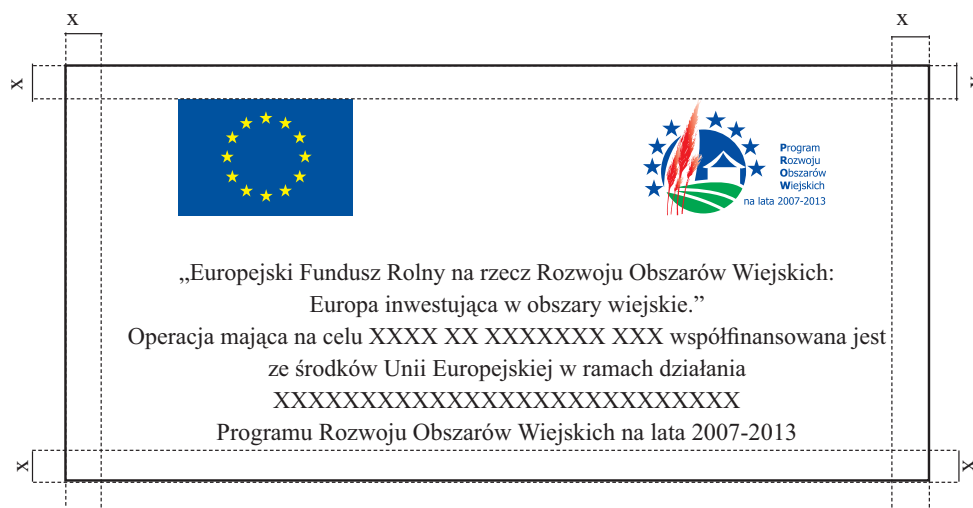 x x
x x
Program
Rozwoju
Obszarów
Wiejskich
na lata 2007-2013
„Europejski Fundusz Rolny na rzecz Rozwoju Obszarów Wiejskich:
Europa inwestująca w obszary wiejskie.”
Operacja mająca na celu XXXX XX XXXXXXX XXX współfinansowana jest
ze środków Unii Europejskiej w ramach działania
XXXXXXXXXXXXXXXXXXXXXXXXXXX
Programu Rozwoju Obszarów Wiejskich na lata 2007-2013
x x